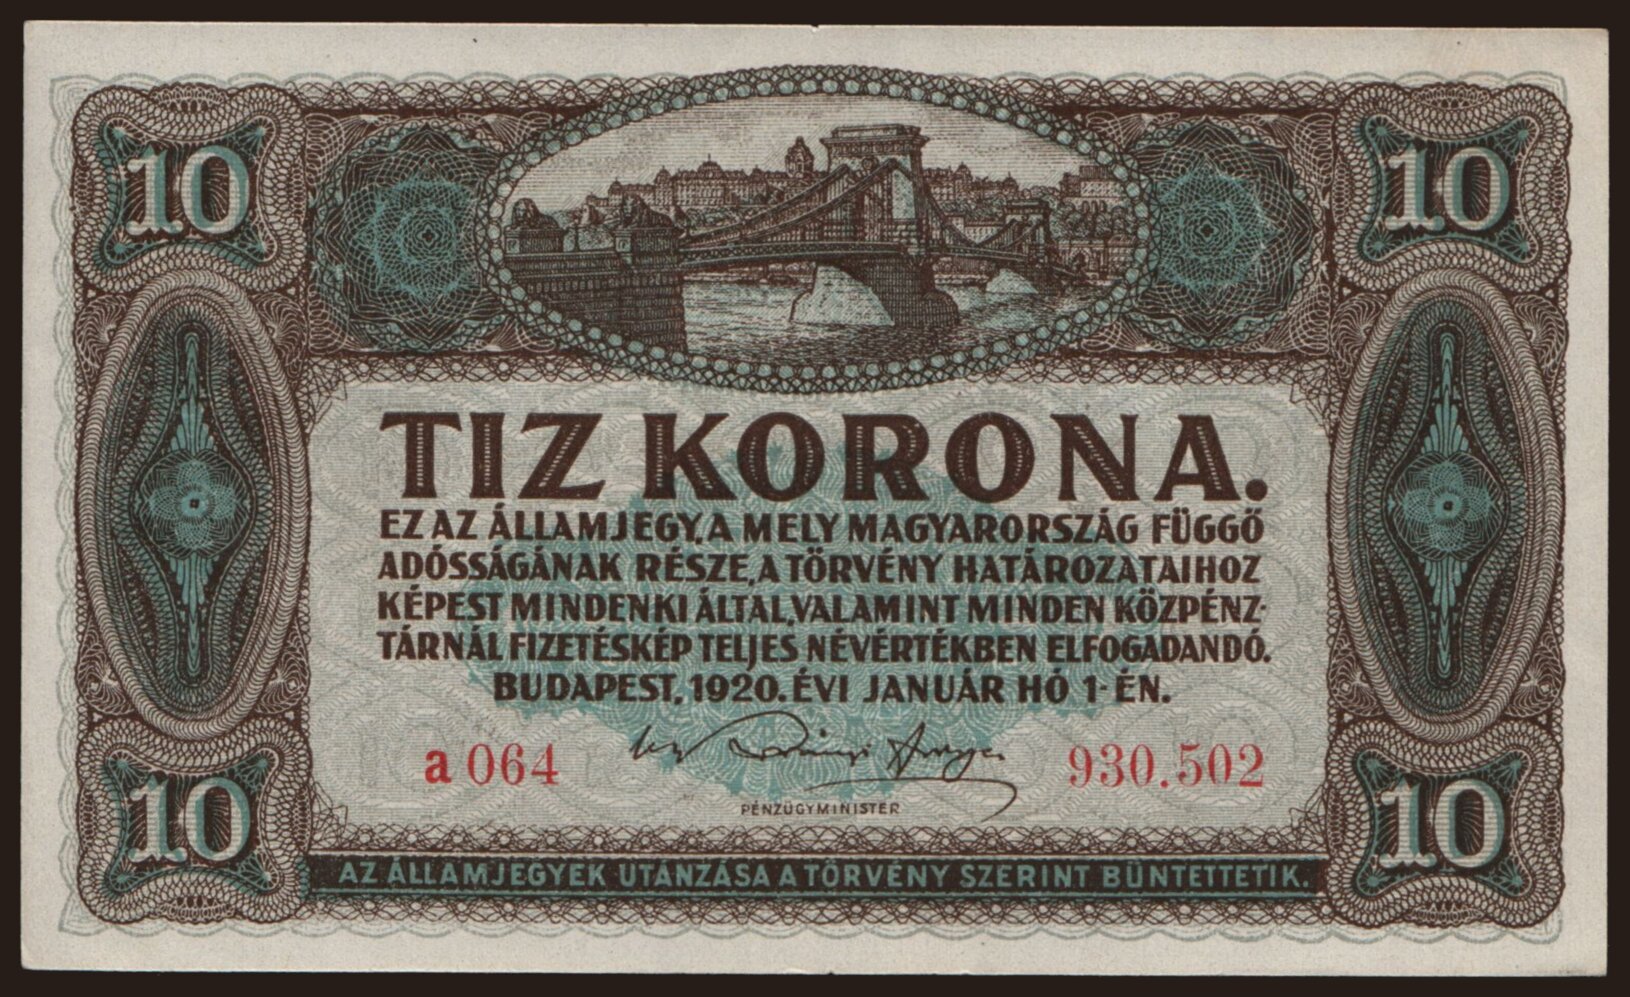 10
10
TIZ KORONA.
EZ AZ ÁLLAMJEGY, A MELY MAGYARORSZÁG FÜGGŐ
ADÓSSÁGÁNAK RÉSZE, A TÖRVÉNY HATÁROZATAIHOZ
KÉPEST MINDENKI ÁLTAL, VALAMINT MINDEN KÖZPÉNZ-
TÁRNÁL FIZETÉSKÉP TELJES NÉVÉRTÉKBEN ELFOGADANDÓ.
BUDAPEST, 1920. ÉVI JANUÁR HÓ 1-ÉN.
a 064
930.502
PÉNZÜGYMINISTER
10
10
AZ ÁLLAMJEGYEK UTÁNZÁSA A TÖRVÉNY SZERINT BÜNTETTETIK.